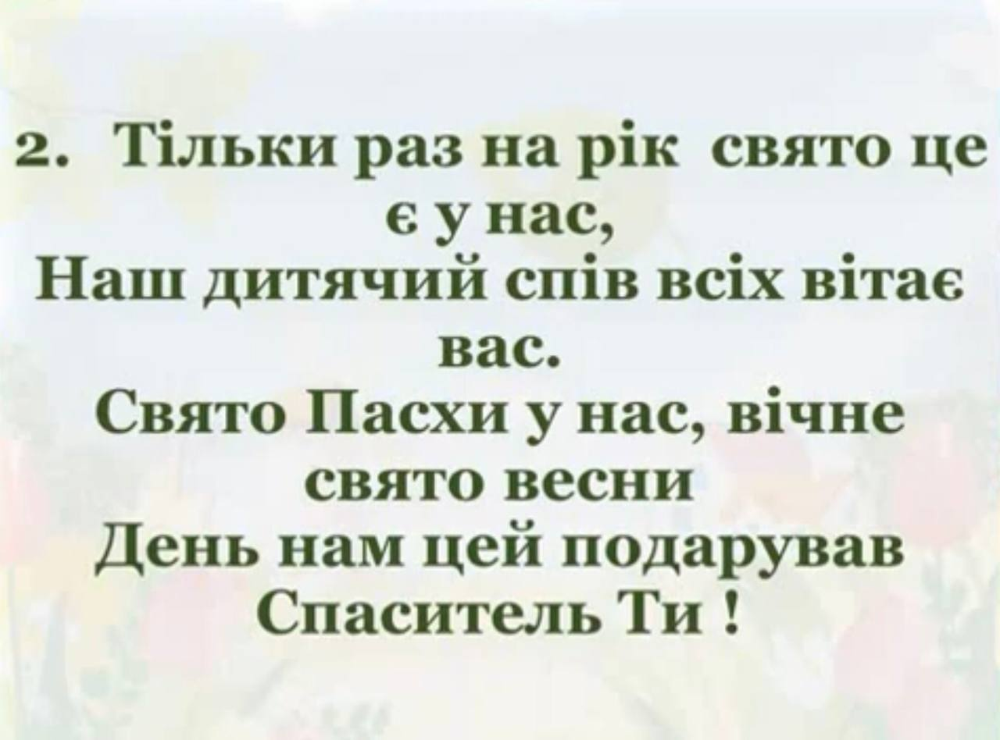 2. Тільки раз на рік свято це
є у нас,
Наш дитячий спів всіх вітає
вас.
Свято Пасхи у нас, вічне
свято весни
День нам цей подарував
Спаситель Ти !